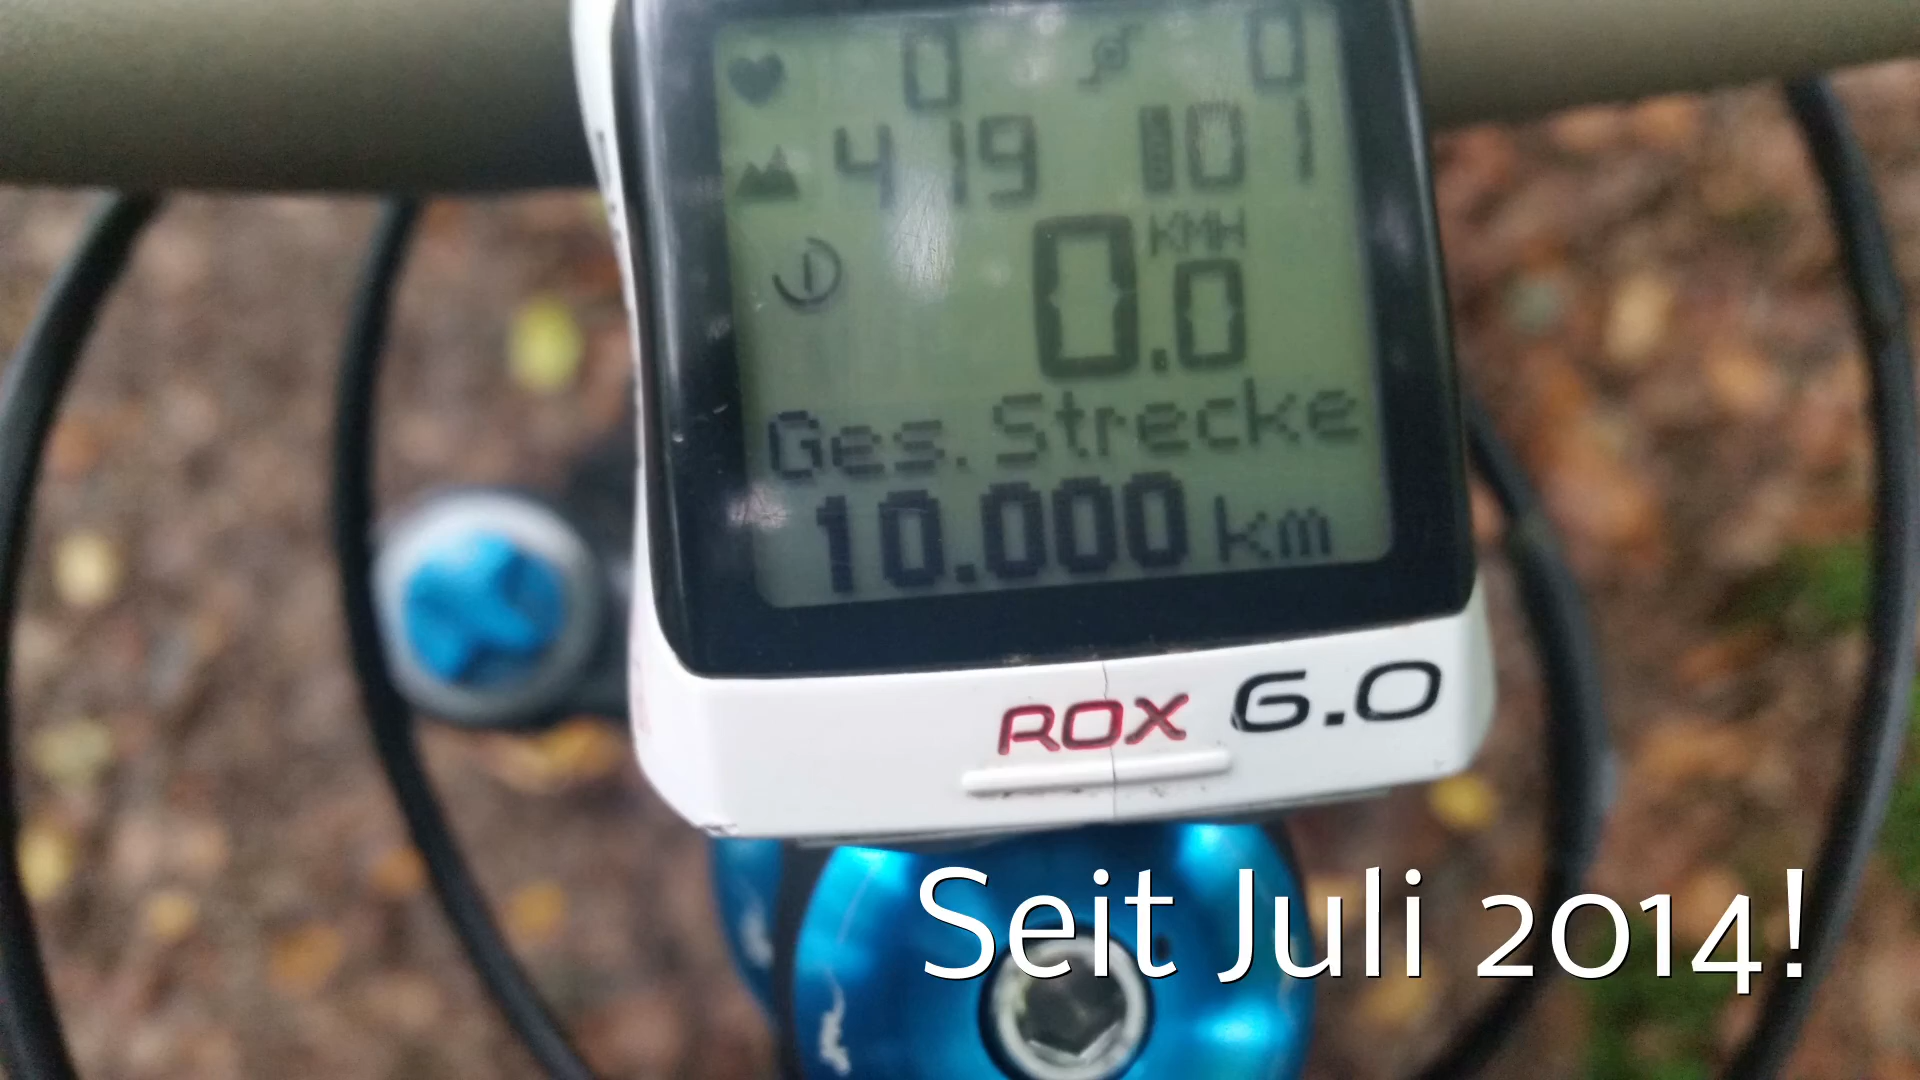 0 0
419 101
KMH
0.0
Ges. Strecke
10.000 km
ROX 6.0
Seit Juli 2014!